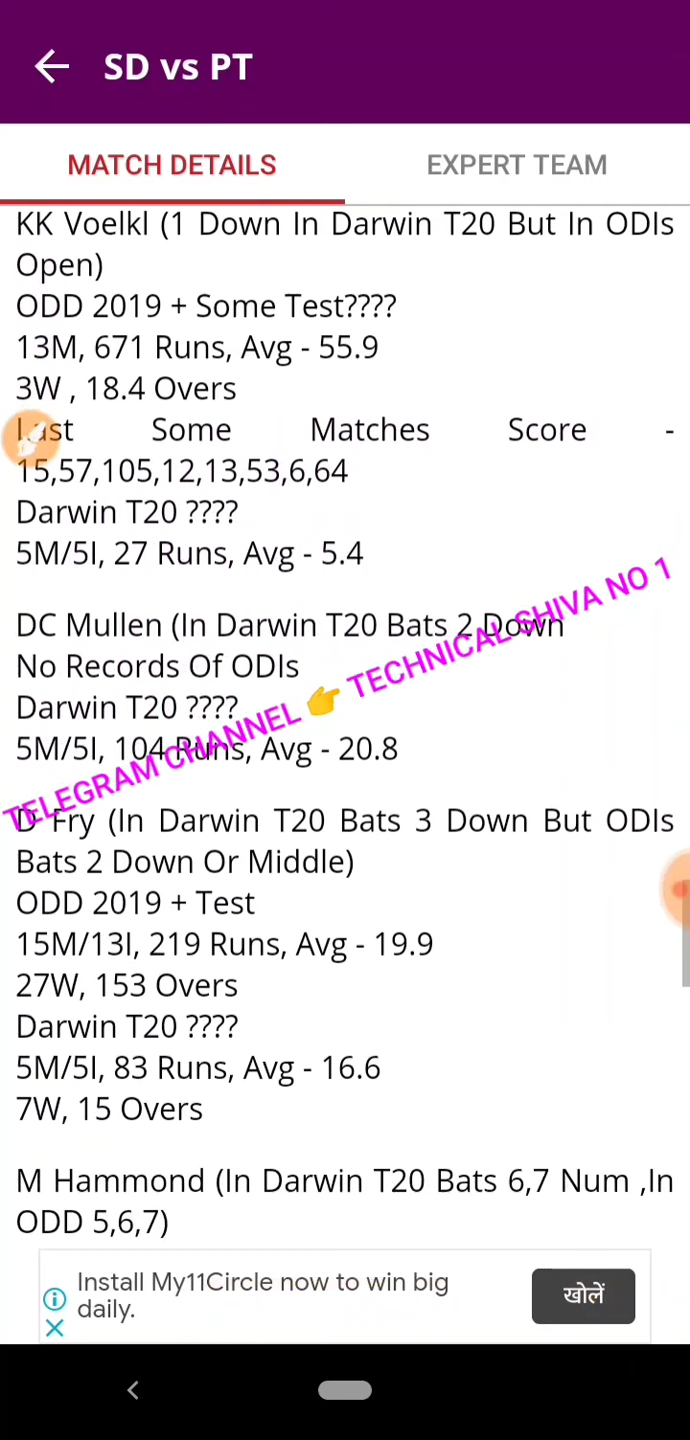 SD vs PT
MATCH DETAILS
EXPERT TEAM
KK Voelkl (1 Down In Darwin T20 But In ODIs
Open)
ODD 2019 + Some Test????
13M, 671 Runs, Avg - 55.9
3W , 18.4 Overs
Last Some Matches Score -
15,57,105,12,13,53,6,64
Darwin T20 ????
5M/5I, 27 Runs, Avg - 5.4
DC Mullen (In Darwin T20 Bats 2 Down
No Records Of ODIs
Darwin T20 ????
5M/5I, 104 Runs, Avg - 20.8
TELEGRAM CHANNEL 👉 TECHNICAL SHIVA NO 1
D Fry (In Darwin T20 Bats 3 Down But ODIs
Bats 2 Down Or Middle)
ODD 2019 + Test
15M/13I, 219 Runs, Avg - 19.9
27W, 153 Overs
Darwin T20 ????
5M/5I, 83 Runs, Avg - 16.6
7W, 15 Overs
M Hammond (In Darwin T20 Bats 6,7 Num ,In
ODD 5,6,7)
Install My11Circle now to win big
daily.
खोलें